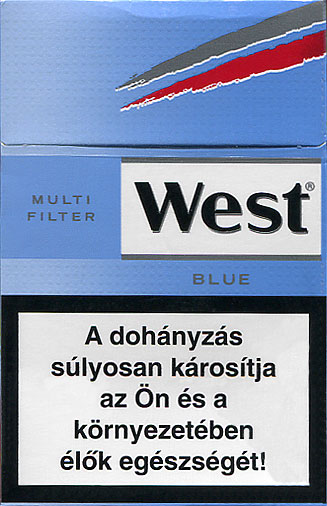 MULTI
FILTER
West®
BLUE
A dohányzás
súlyosan károsítja
az Ön és a
környezetében
élők egészségét!